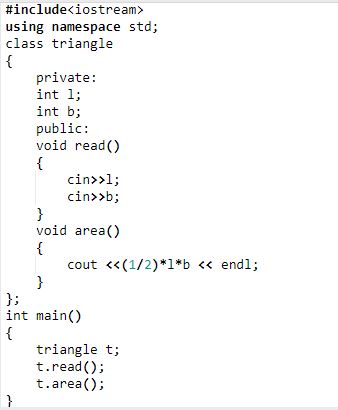 #include<iostream>
using namespace std;
class triangle
{
    private:
    int l;
    int b;
    public:
    void read()
    {
        cin>>l;
        cin>>b;
    }
    void area()
    {
        cout <<(1/2)*l*b << endl;
    }
};
int main()
{
    triangle t;
    t.read();
    t.area();
}